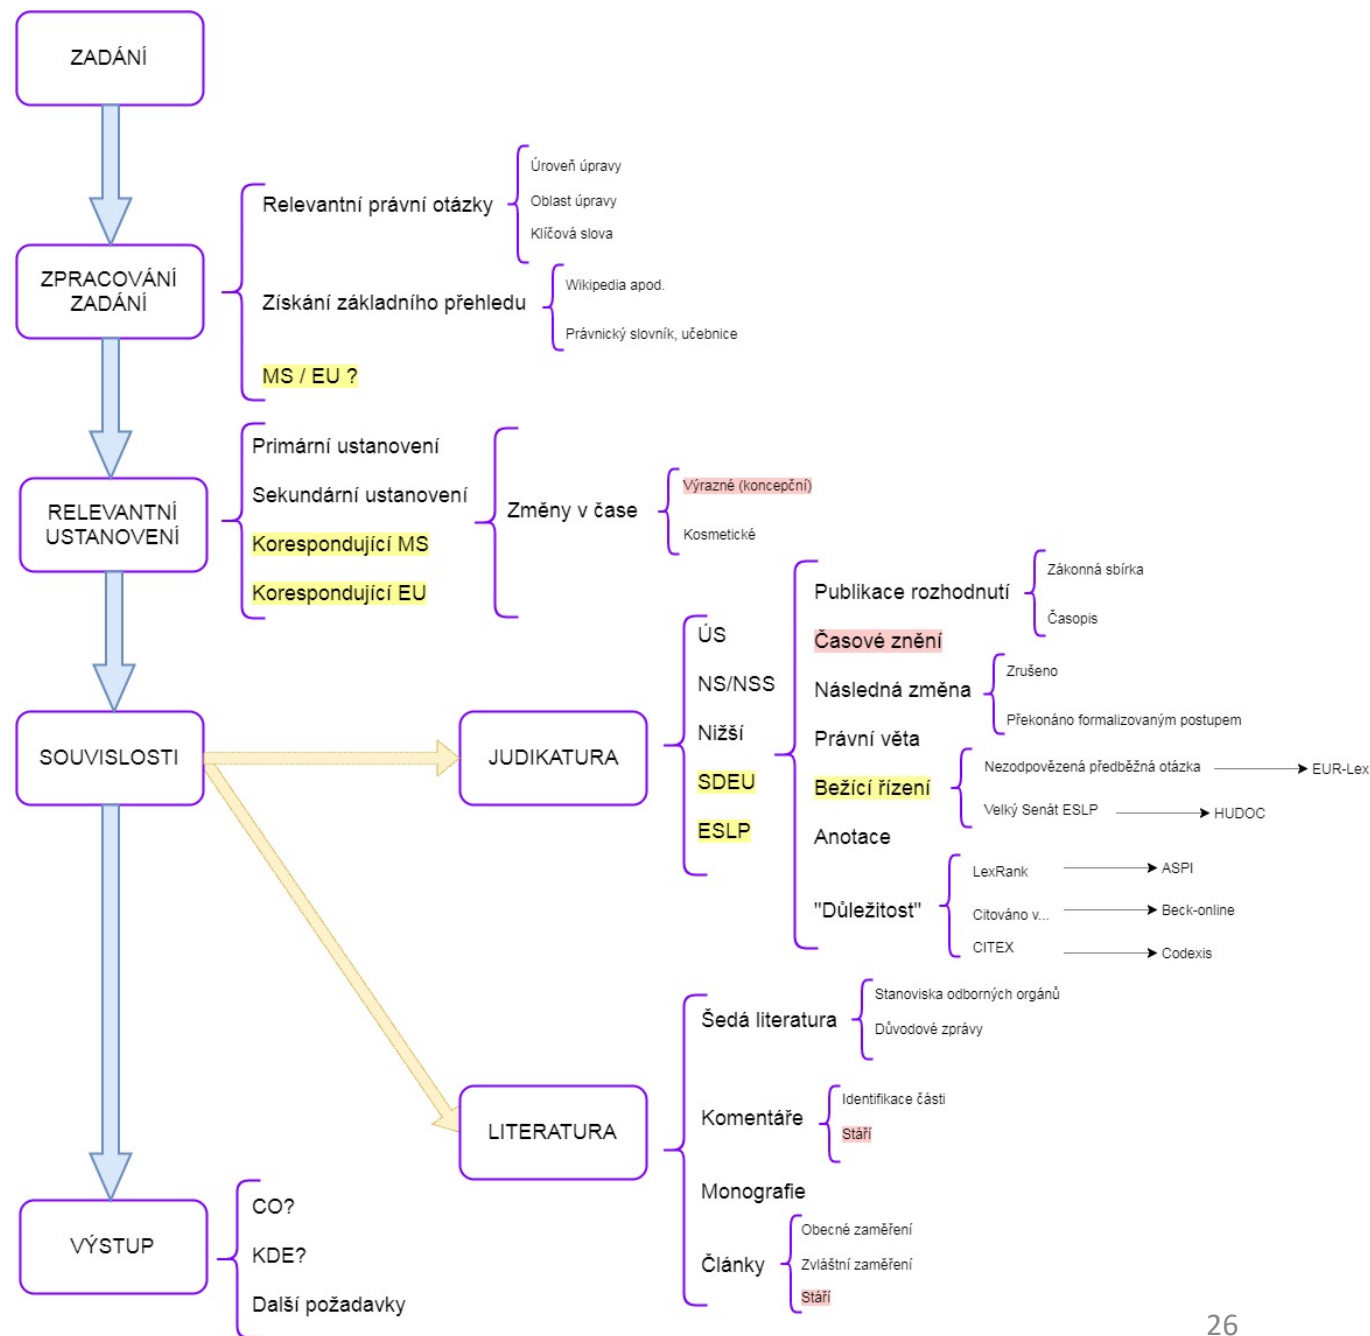 ZADÁNÍ
ZPRACOVÁNÍ
ZADÁNÍ
Relevantní právní otázky
Úroveň úpravy
Oblast úpravy
Klíčová slova
Získání základního přehledu
Wikipedia apod.
Právnický slovník, učebnice
MS / EU ?
RELEVANTNÍ
USTANOVENÍ
Primární ustanovení
Sekundární ustanovení
Korespondující MS
Korespondující EU
Změny v čase
Výrazné (koncepční)
Kosmetické
SOUVISLOSTI
JUDIKATURA
ÚS
NS/NSS
Nižší
SDEU
ESLP
Publikace rozhodnutí
Zákonná sbírka
Časopis
Časové znění
Následná změna
Zrušeno
Překonáno formalizovaným postupem
Právní věta
Bežící řízení
Nezodpovězená předběžná otázka
EUR-Lex
Velký Senát ESLP
HUDOC
Anotace
"Důležitost"
LexRank
ASPI
Citováno v...
Beck-online
CITEX
Codexis
LITERATURA
Šedá literatura
Stanoviska odborných orgánů
Důvodové zprávy
Komentáře
Identifikace části
Stáří
Monografie
Články
Obecné zaměření
Zvláštní zaměření
Stáří
VÝSTUP
CO?
KDE?
Další požadavky
26